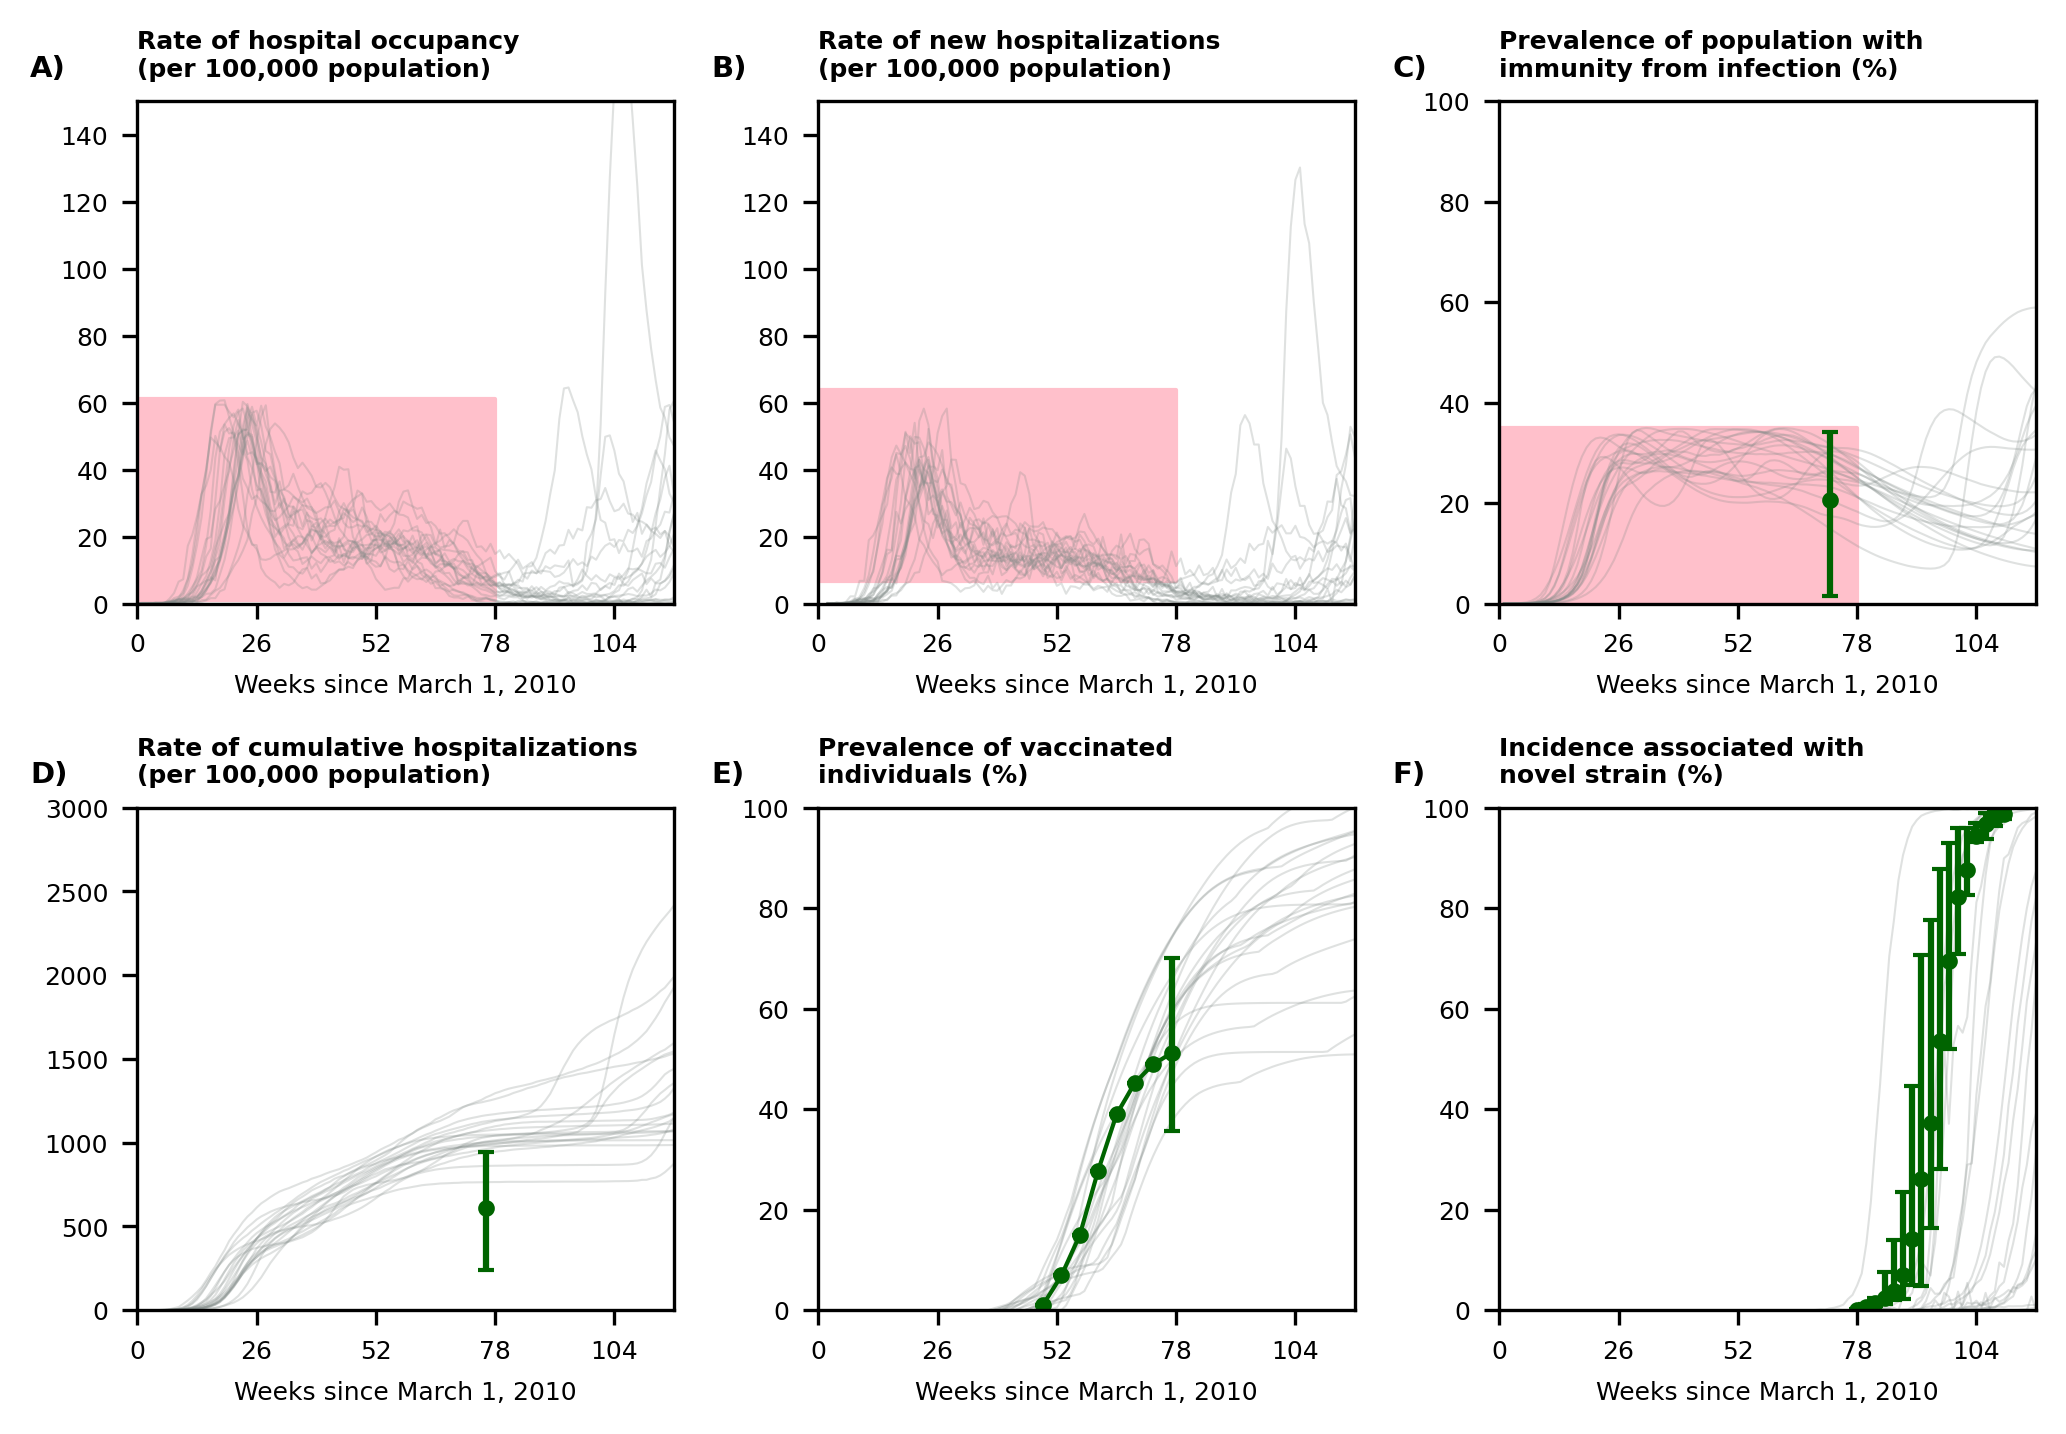 A)
Rate of hospital occupancy
(per 100,000 population)
140
120
100
80
60
40
20
0
0 26 52 78 104
Weeks since March 1, 2010
B)
Rate of new hospitalizations
(per 100,000 population)
140
120
100
80
60
40
20
0
0 26 52 78 104
Weeks since March 1, 2010
C)
Prevalence of population with
immunity from infection (%)
100
80
60
40
20
0
0 26 52 78 104
Weeks since March 1, 2010
D)
Rate of cumulative hospitalizations
(per 100,000 population)
3000
2500
2000
1500
1000
500
0
0 26 52 78 104
Weeks since March 1, 2010
E)
Prevalence of vaccinated
individuals (%)
100
80
60
40
20
0
0 26 52 78 104
Weeks since March 1, 2010
F)
Incidence associated with
novel strain (%)
100
80
60
40
20
0
0 26 52 78 104
Weeks since March 1, 2010